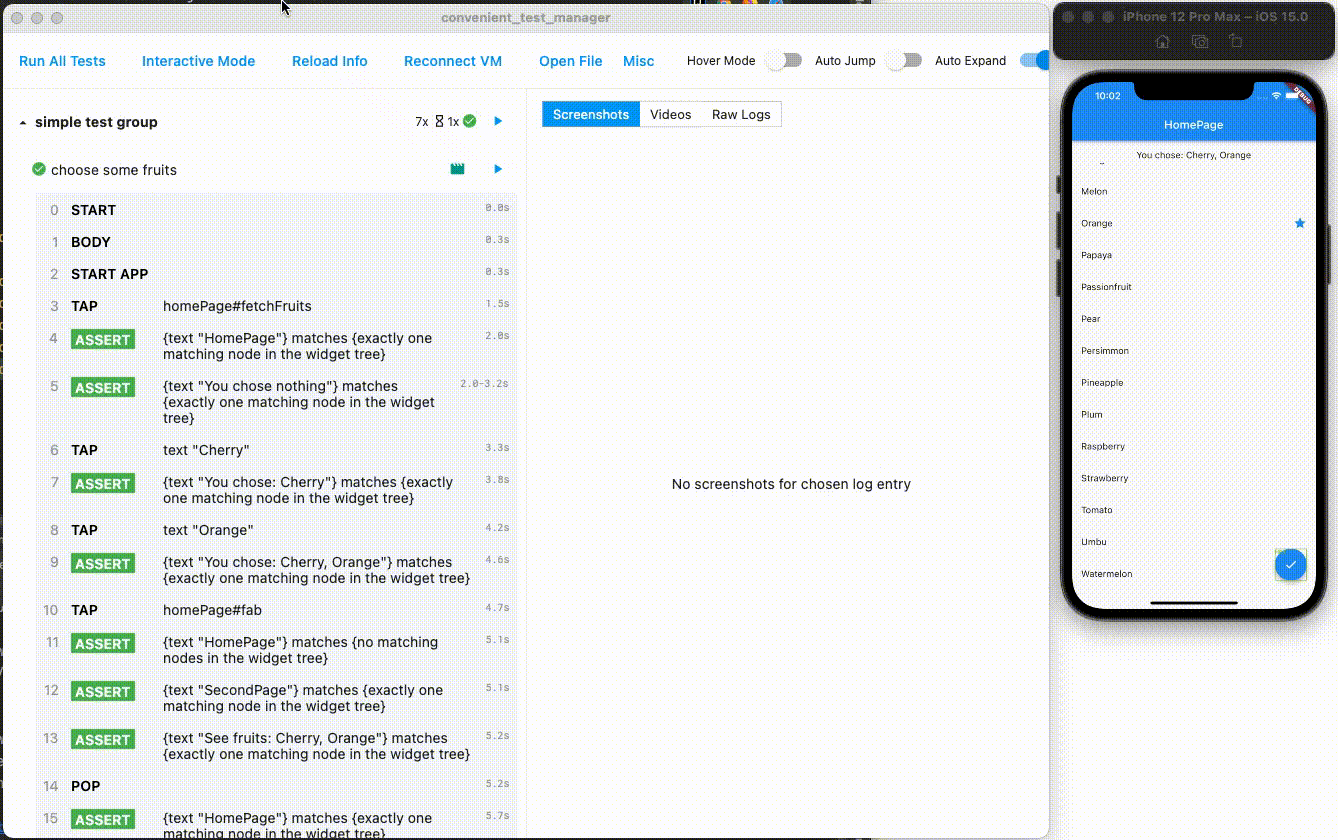 convenient_test_manager
Run All Tests Interactive Mode Reload Info Reconnect VM Open File Misc Hover Mode Auto Jump Auto Expand
simple test group 7x 1x
choose some fruits
0 START 0.0s
1 BODY 0.3s
2 START APP 0.3s
3 TAP homePage#fetchFruits 1.5s
4 ASSERT {text "HomePage"} matches {exactly one 2.0s
matching node in the widget tree}
5 ASSERT {text "You chose nothing"} matches 2.0-3.2s
{exactly one matching node in the widget
tree}
6 TAP text "Cherry" 3.3s
7 ASSERT {text "You chose: Cherry"} matches {exactly 3.8s
one matching node in the widget tree}
8 TAP text "Orange" 4.2s
9 ASSERT {text "You chose: Cherry, Orange"} matches 4.6s
{exactly one matching node in the widget tree}
10 TAP homePage#fab 4.7s
11 ASSERT {text "HomePage"} matches {no matching 5.1s
nodes in the widget tree}
12 ASSERT {text "SecondPage"} matches {exactly one 5.1s
matching node in the widget tree}
13 ASSERT {text "See fruits: Cherry, Orange"} matches 5.2s
{exactly one matching node in the widget tree}
14 POP 5.2s
15 ASSERT {text "HomePage"} matches {exactly one 5.7s
matching node in the widget tree}
Screenshots Videos Raw Logs
No screenshots for chosen log entry
iPhone 12 Pro Max – iOS 15.0
10:02
HomePage
You chose: Cherry, Orange
Melon
Orange
Papaya
Passionfruit
Pear
Persimmon
Pineapple
Plum
Raspberry
Strawberry
Tomato
Umbu
Watermelon